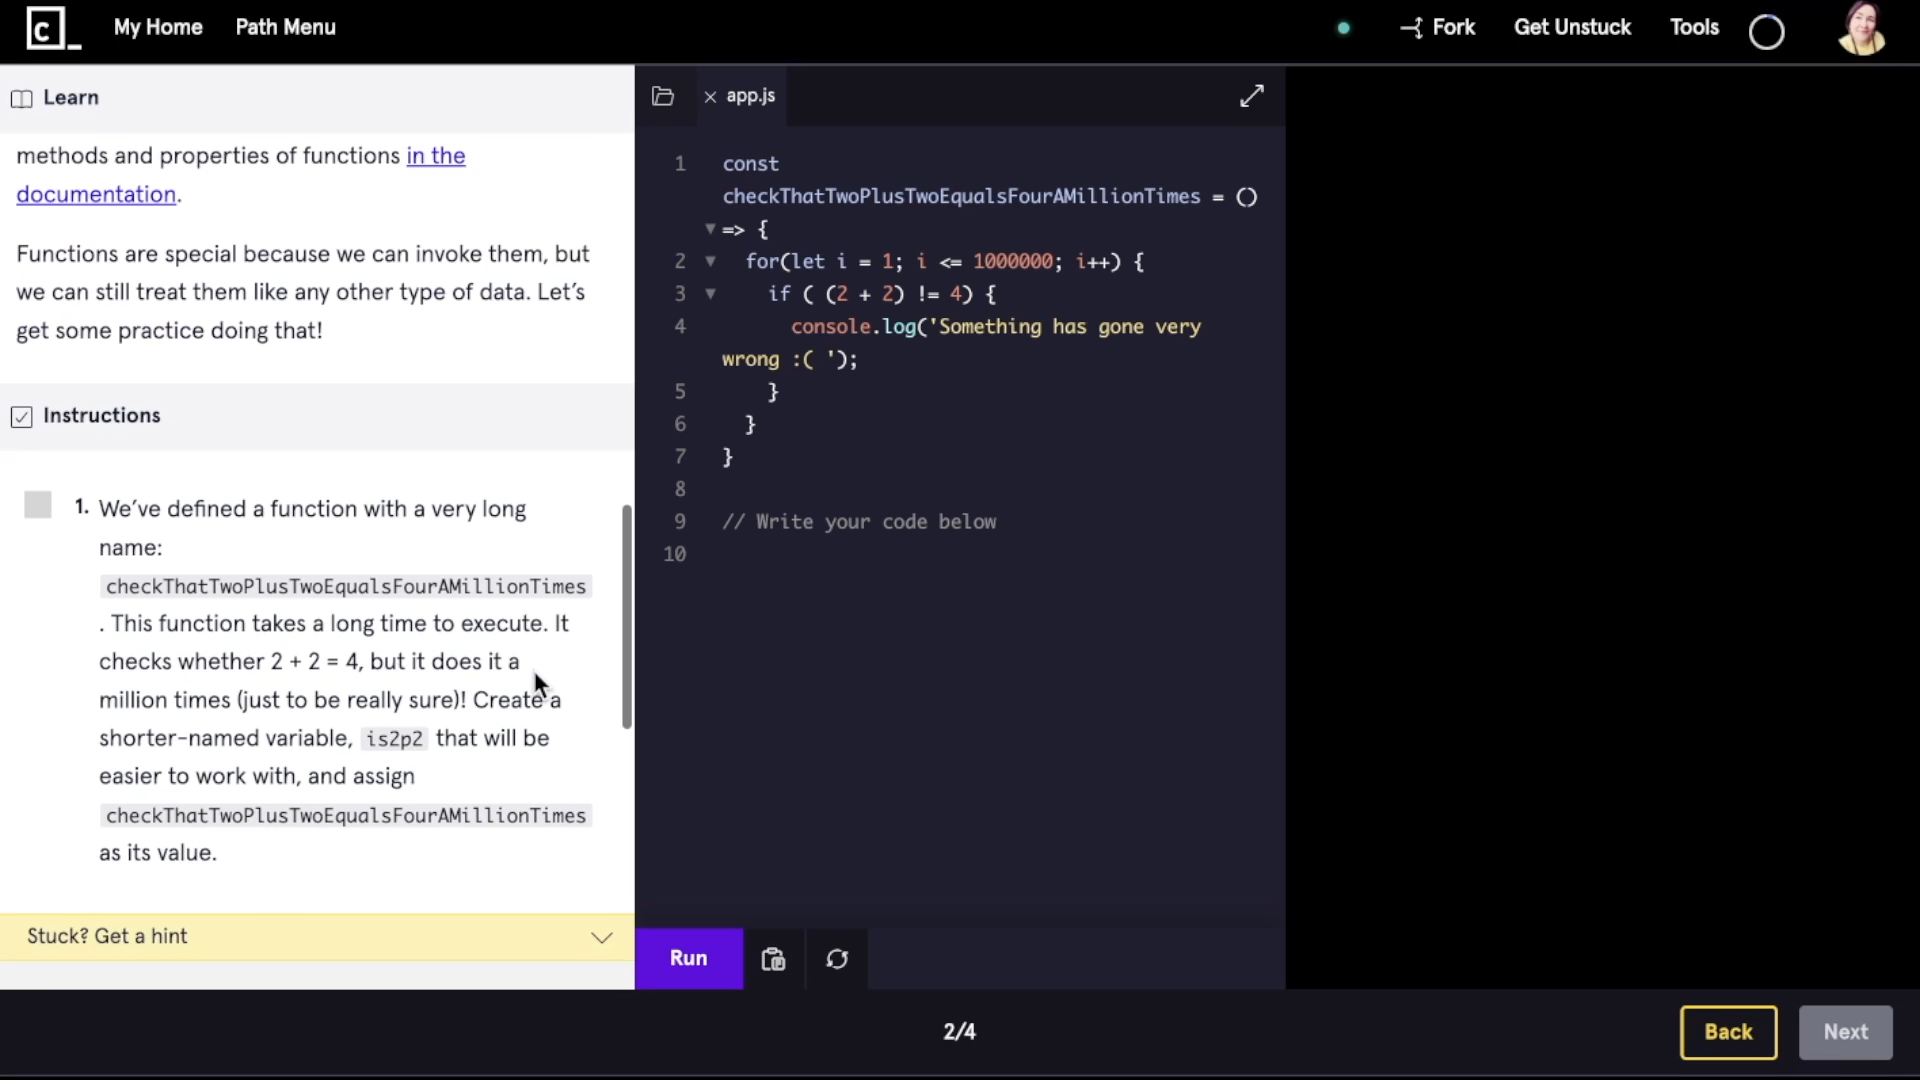 c_ My Home Path Menu Fork Get Unstuck Tools
Learn
methods and properties of functions in the
documentation.
Functions are special because we can invoke them, but
we can still treat them like any other type of data. Let’s
get some practice doing that!
Instructions
1. We’ve defined a function with a very long
name:
checkThatTwoPlusTwoEqualsFourAMillionTimes
. This function takes a long time to execute. It
checks whether 2 + 2 = 4, but it does it a
million times (just to be really sure)! Create a
shorter-named variable, is2p2 that will be
easier to work with, and assign
checkThatTwoPlusTwoEqualsFourAMillionTimes
as its value.
Stuck? Get a hint
app.js
1 const
checkThatTwoPlusTwoEqualsFourAMillionTimes = ()
=> {
2 for(let i = 1; i <= 1000000; i++) {
3 if ( (2 + 2) != 4) {
4 console.log('Something has gone very
wrong :( ');
5 }
6 }
7 }
8
9 // Write your code below
10
Run
2/4
Back Next